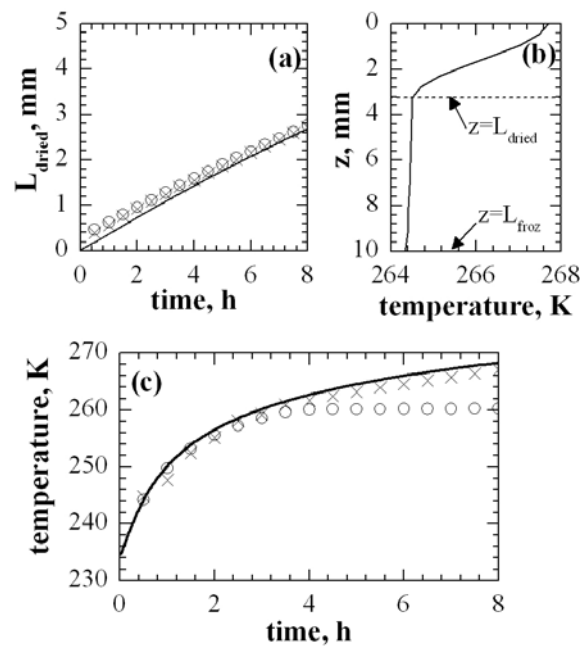 5
4
3
2
1
0
0 2 4 6 8
L_dried, mm
time, h
(a)
0
2
4
6
8
10
264 266 268
z, mm
temperature, K
(b)
z=L_dried
z=L_froz
270
260
250
240
230
0 2 4 6 8
temperature, K
time, h
(c)